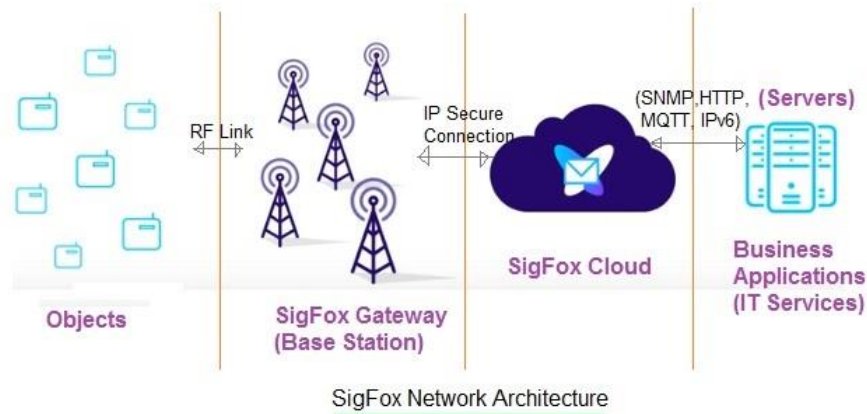 RF Link
IP Secure
Connection
(SNMP,HTTP,
MQTT, IPv6)
(Servers)
Objects
SigFox Gateway
(Base Station)
SigFox Cloud
Business
Applications
(IT Services)
SigFox Network Architecture